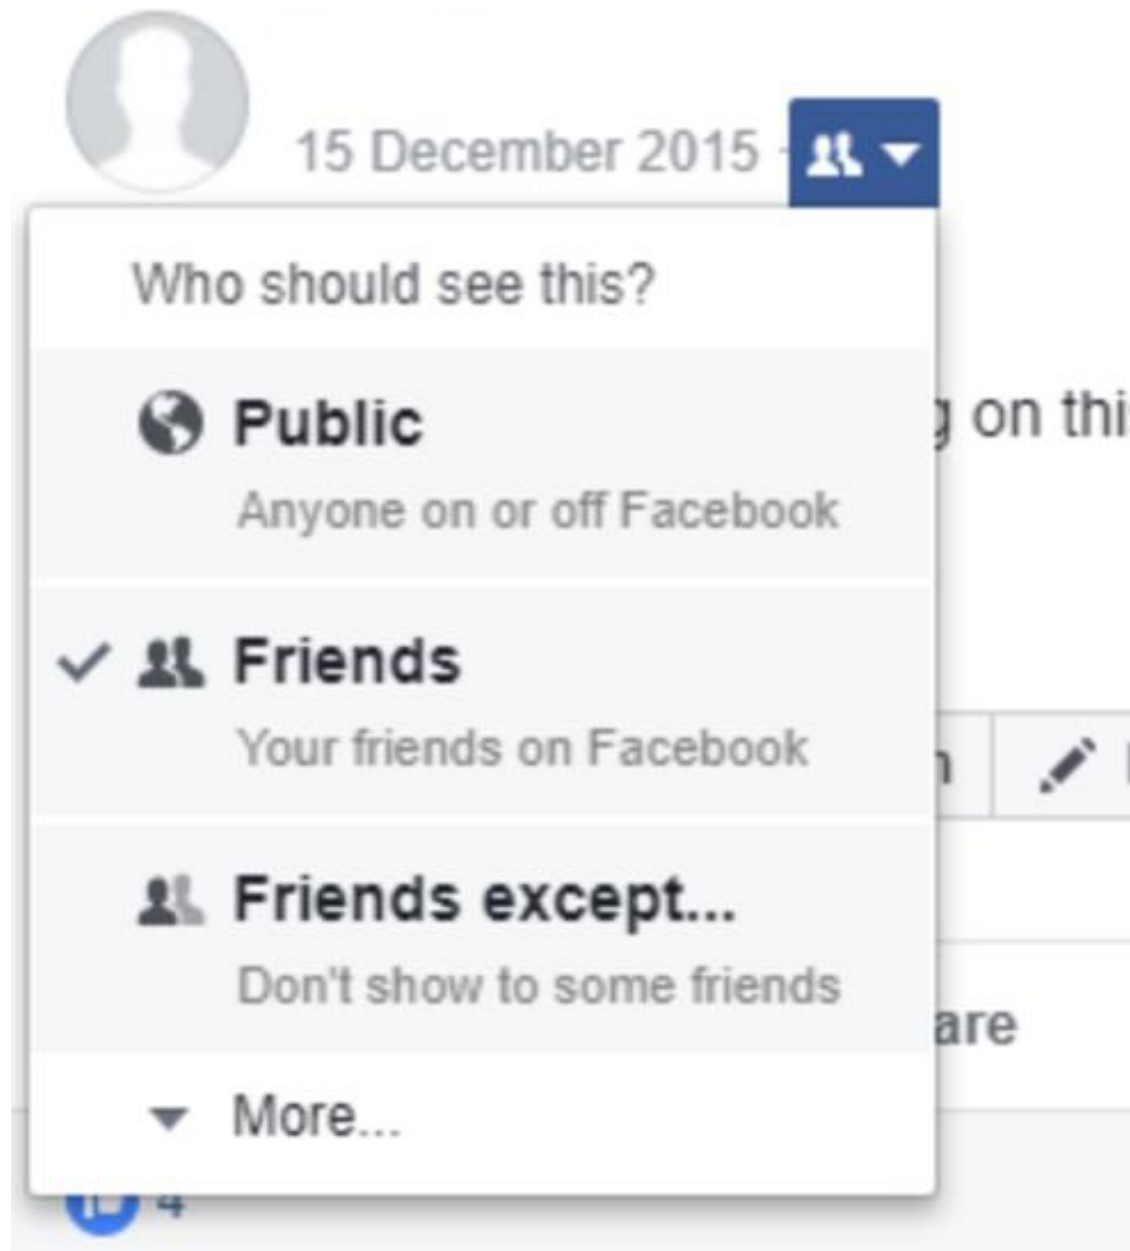 15 December 2015 ·
Who should see this?
Public
Anyone on or off Facebook
on
Friends
Your friends on Facebook
Friends except...
Don't show to some friends
are
More...
4